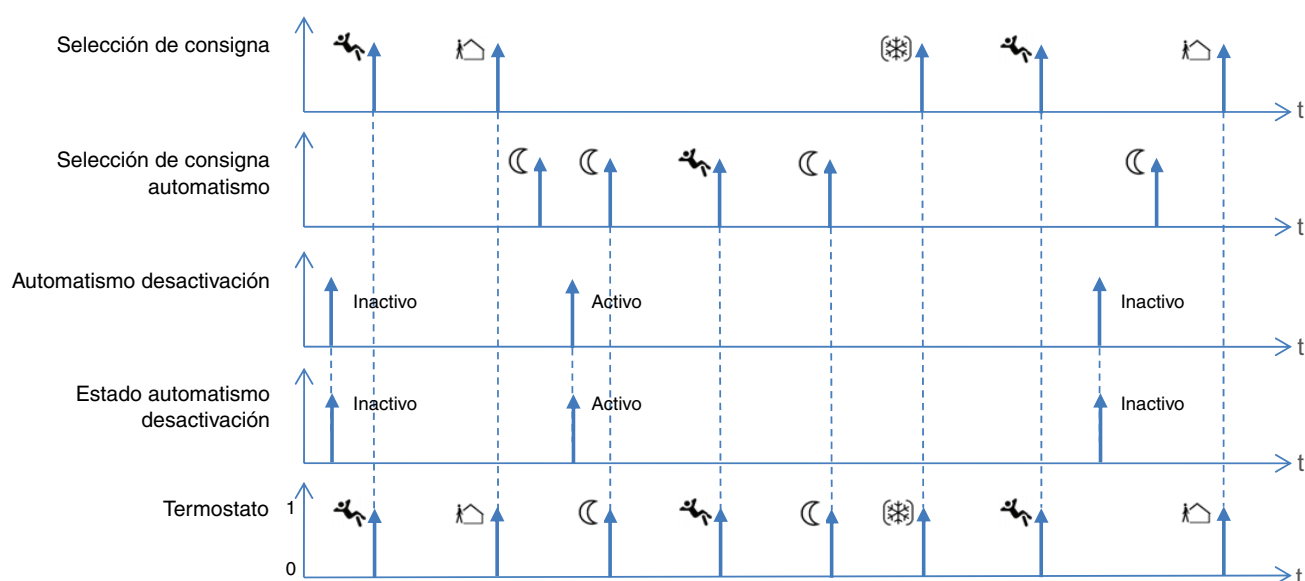 Selección de consigna
t
Selección de consigna
automatismo
t
Automatismo desactivación
Inactivo
Activo
Inactivo
t
Estado automatismo
desactivación
Inactivo
Activo
Inactivo
t
Termostato
1
0
t